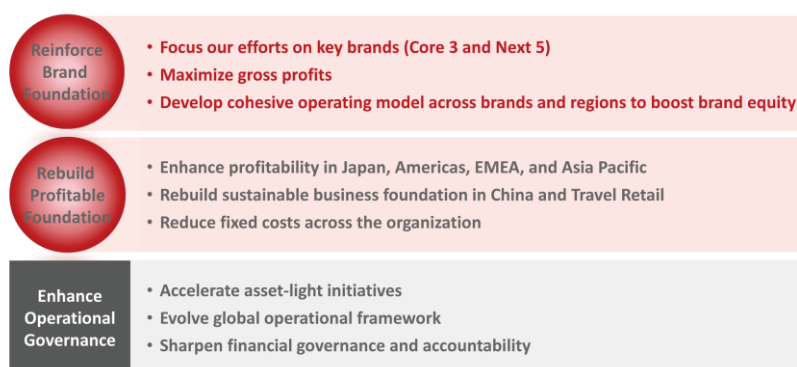 Reinforce
Brand
Foundation
• Focus our efforts on key brands (Core 3 and Next 5)
• Maximize gross profits
• Develop cohesive operating model across brands and regions to boost brand equity
Rebuild
Profitable
Foundation
• Enhance profitability in Japan, Americas, EMEA, and Asia Pacific
• Rebuild sustainable business foundation in China and Travel Retail
• Reduce fixed costs across the organization
Enhance
Operational
Governance
• Accelerate asset-light initiatives
• Evolve global operational framework
• Sharpen financial governance and accountability